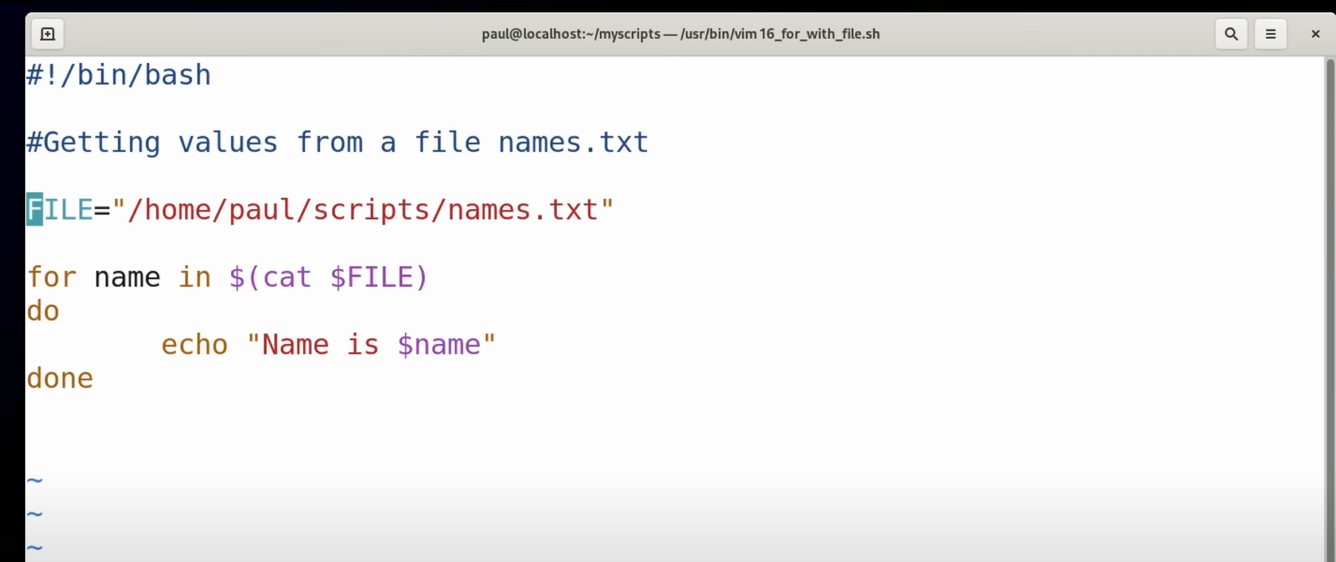 paul@localhost:~/myscripts — /usr/bin/vim 16_for_with_file.sh
#!/bin/bash
#Getting values from a file names.txt
FILE="/home/paul/scripts/names.txt"
for name in $(cat $FILE)
do
        echo "Name is $name"
done
~
~
~